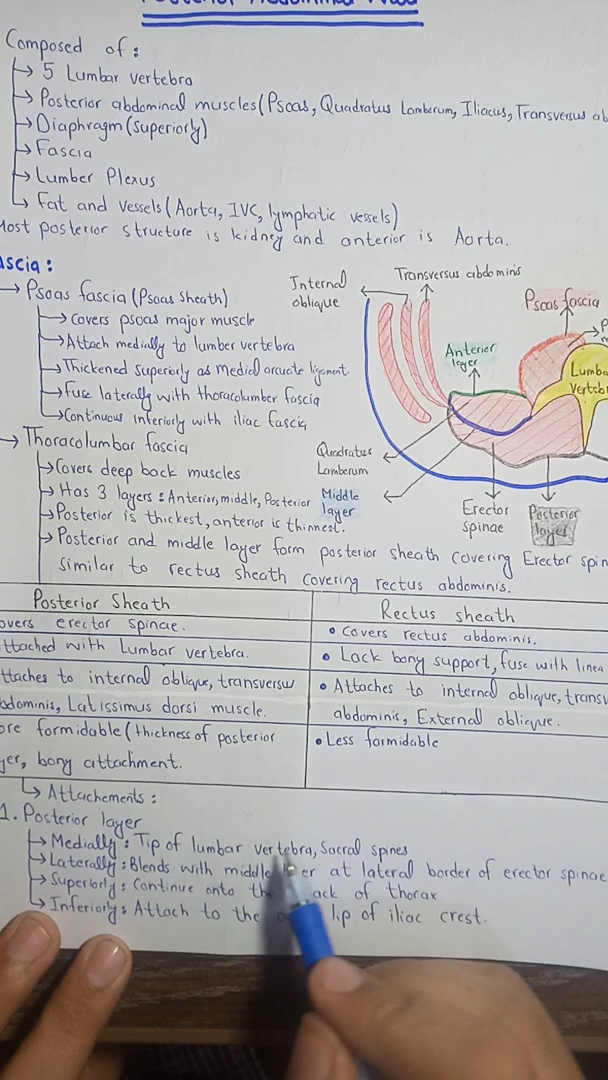 Composed of:
→ 5 Lumbar vertebra
→ Posterior abdominal muscles (Psoas, Quadratus Lamborum, Iliacus, Transversus ab
→ Diaphragm (superiorly)
→ Fascia
→ Lumber Plexus
→ Fat and vessels (Aorta, IVC, lymphatic vessels)
Most posterior structure is kidney and anterior is Aorta.
ascia:
→ Psoas fascia (Psoas Sheath)
→ Covers psoas major muscle
→ Attach medially to lumber vertebra
→ Thickened superiorly as medial arcuate ligament.
→ fuse laterally with thoracolumber fascia
→ Continuous inferiorly with iliac fascia
Internal oblique
Transversus abdominis
Psoas fascia
Anterior layer
Lumba
Vertebr
Quadratus Lamborum
Middle layer
Erector spinae
Posterior layer
→ Thoracolumbar fascia
→ Covers deep back muscles
→ Has 3 layers: Anterior, middle, Posterior
→ Posterior is thickest, anterior is thinnest.
→ Posterior and middle layer form posterior sheath covering Erector spin
similar to rectus sheath covering rectus abdominis.
Posterior Sheath
overs erector spinae.
ttached with Lumbar vertebra.
ttaches to internal oblique, transversu
bdominis, Latissimus dorsi muscle.
ore formidable (thickness of posterior
yer, bony attachment.
Rectus sheath
• Covers rectus abdominis.
• Lack bony support, fuse with linea
• Attaches to internal oblique, transv
abdominis, External oblique.
• Less formidable
→ Attachements:
1. Posterior layer
→ Medially: Tip of lumbar vertebra, Sacral spines
→ Laterally: Blends with middle er at lateral border of erector spinae
→ Superiorly: Continue onto th ack of thorax
→ Inferiorly: Attach to the lip of iliac crest.